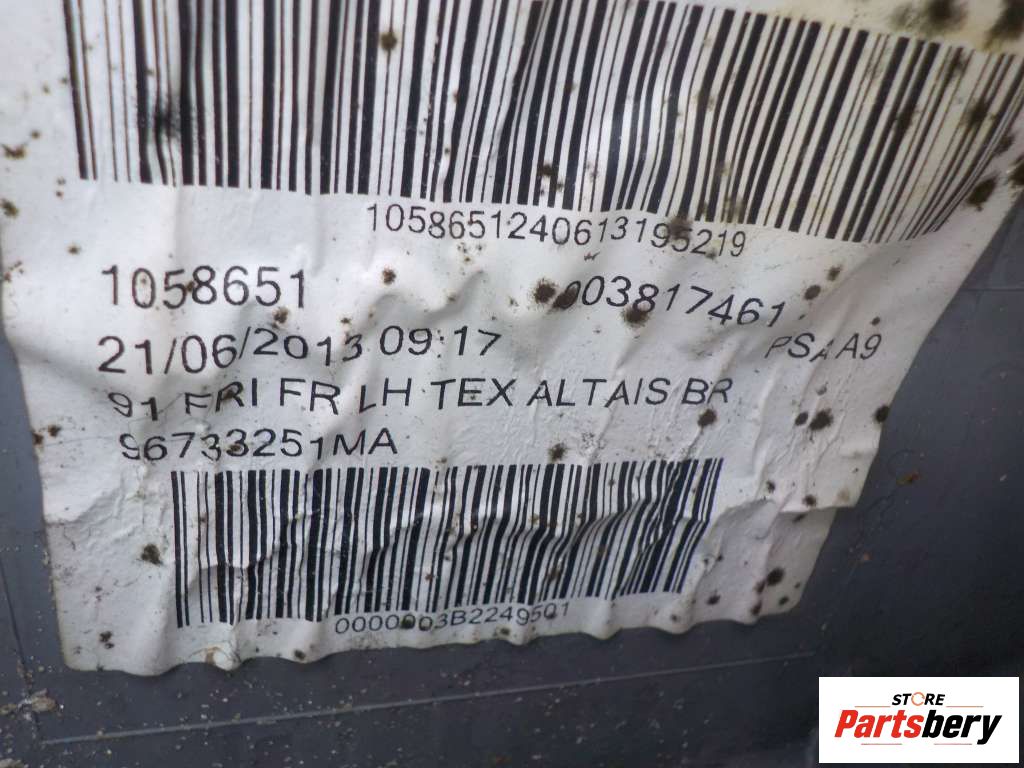 1058651240613195219
1058651 003817461
21/06/2013 09:17 PSA A9
91 FRI FR LH TEX ALTAIS BR
96733251MA
0000003B2249501
STORE
Partsbery